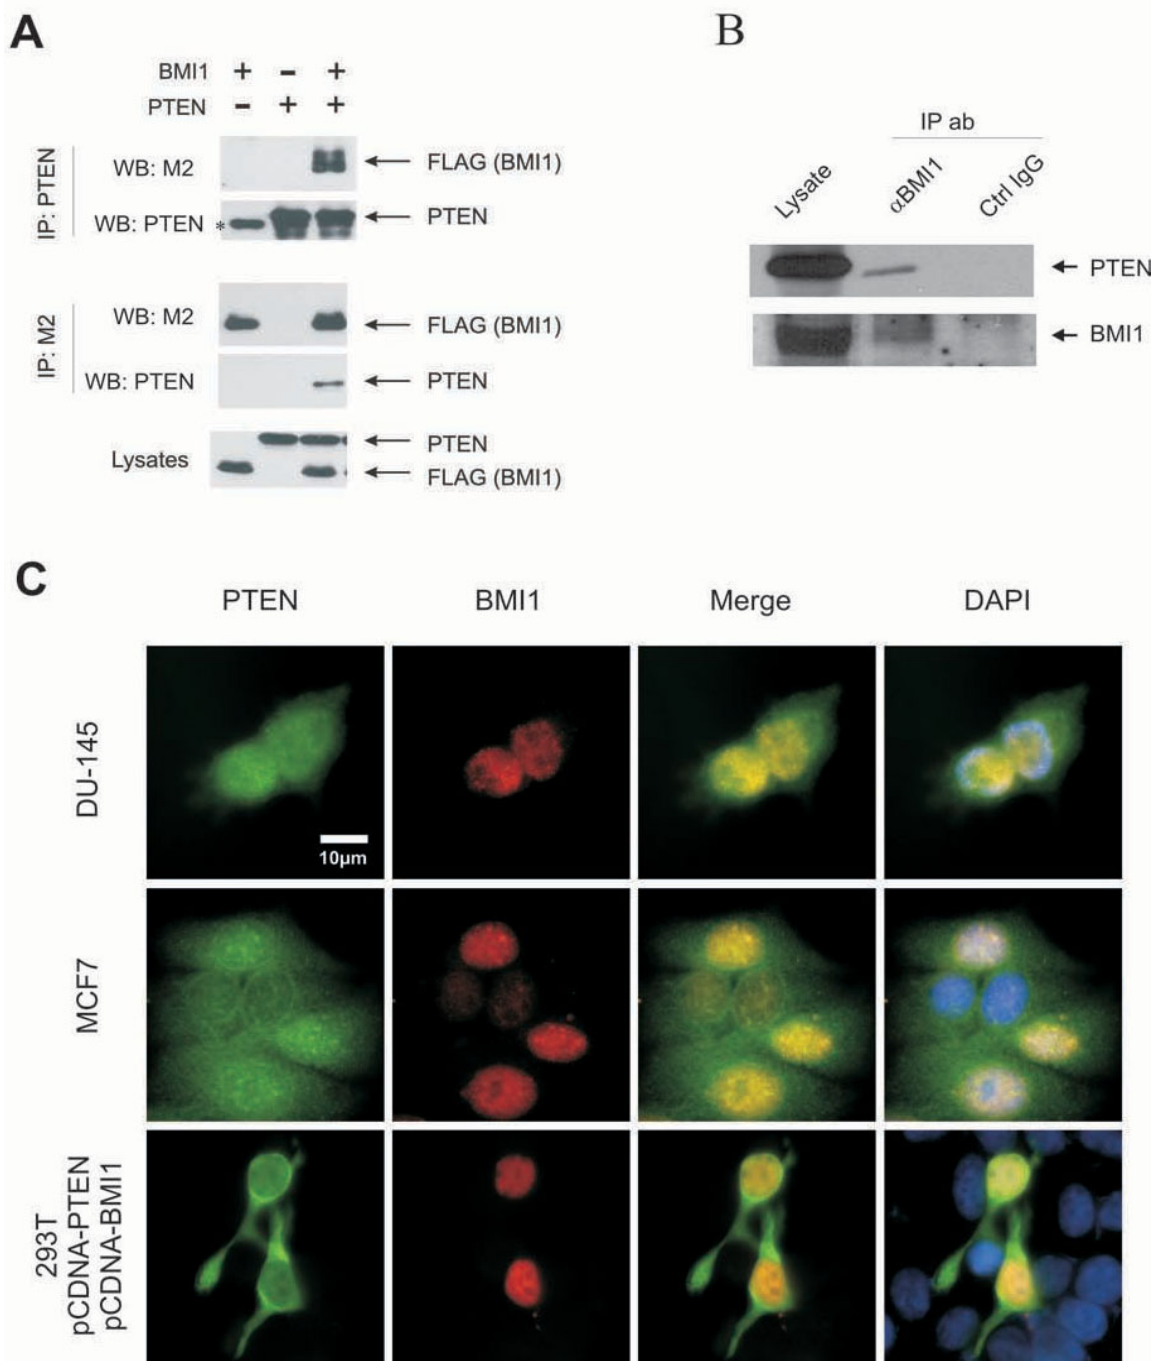 A
BMI1 + - +
PTEN - + +
IP: PTEN
WB: M2
FLAG (BMI1)
WB: PTEN *
PTEN
IP: M2
WB: M2
FLAG (BMI1)
WB: PTEN
PTEN
Lysates
PTEN
FLAG (BMI1)
B
IP ab
Lysate
αBMI1
Ctrl IgG
PTEN
BMI1
C
PTEN BMI1 Merge DAPI
DU-145
10μm
MCF7
293T
pCDNA-PTEN
pCDNA-BMI1